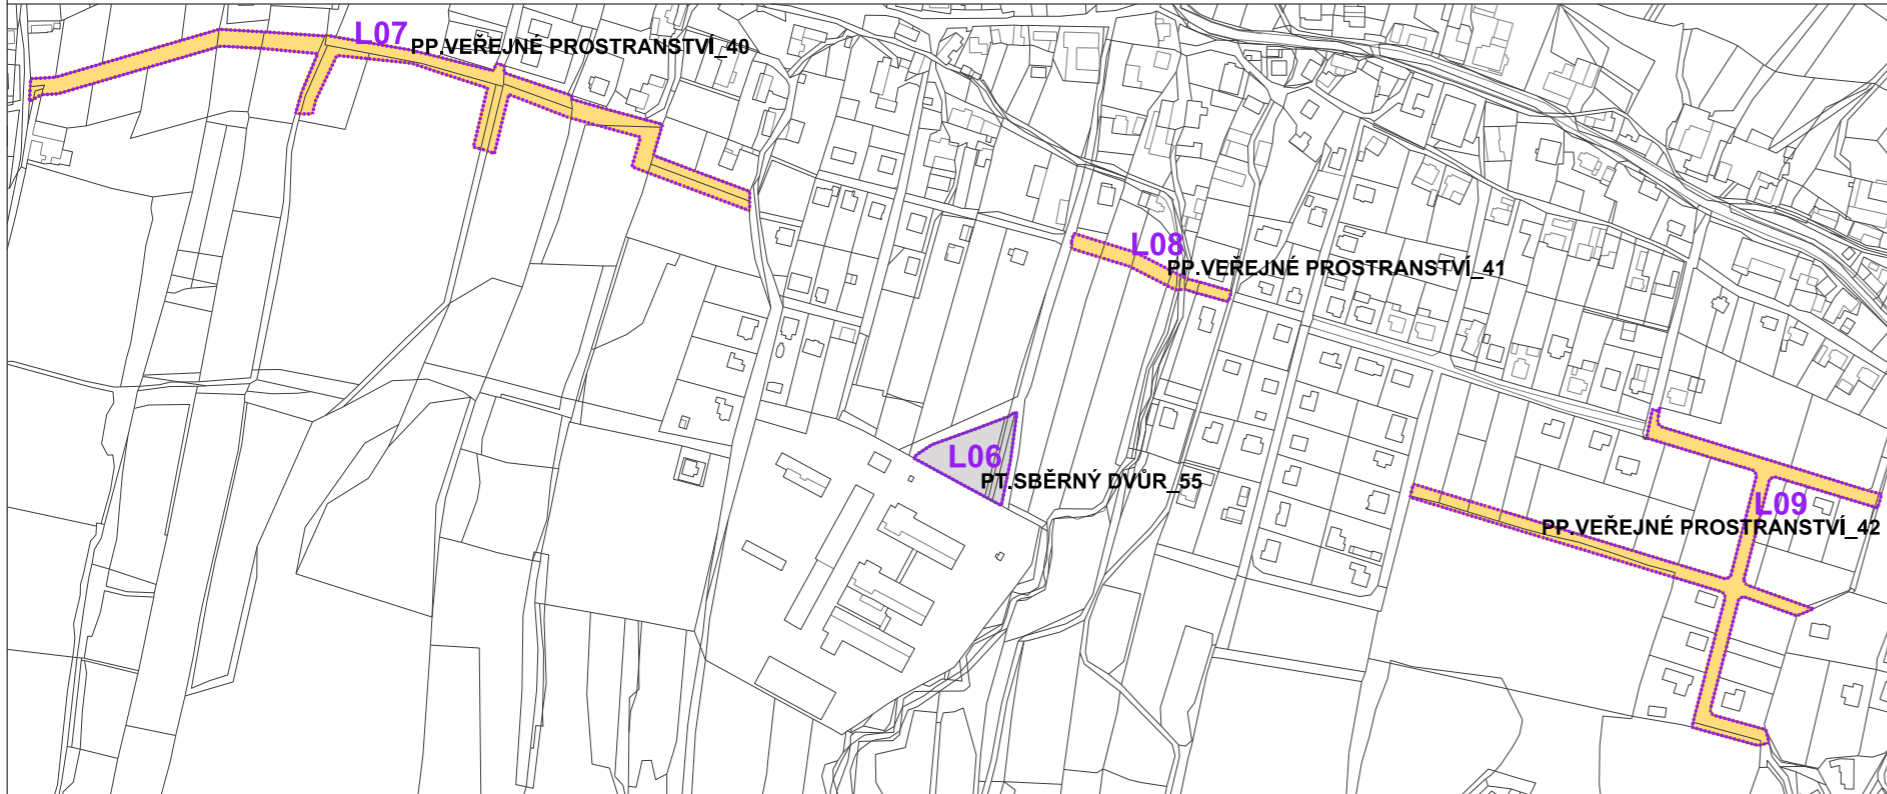 L07
PP.VEŘEJNÉ PROSTRANSTVÍ_40
L08
PP.VEŘEJNÉ PROSTRANSTVÍ_41
L06
PT.SBĚRNÝ DVŮR_55
L09
PP.VEŘEJNÉ PROSTRANSTVÍ_42